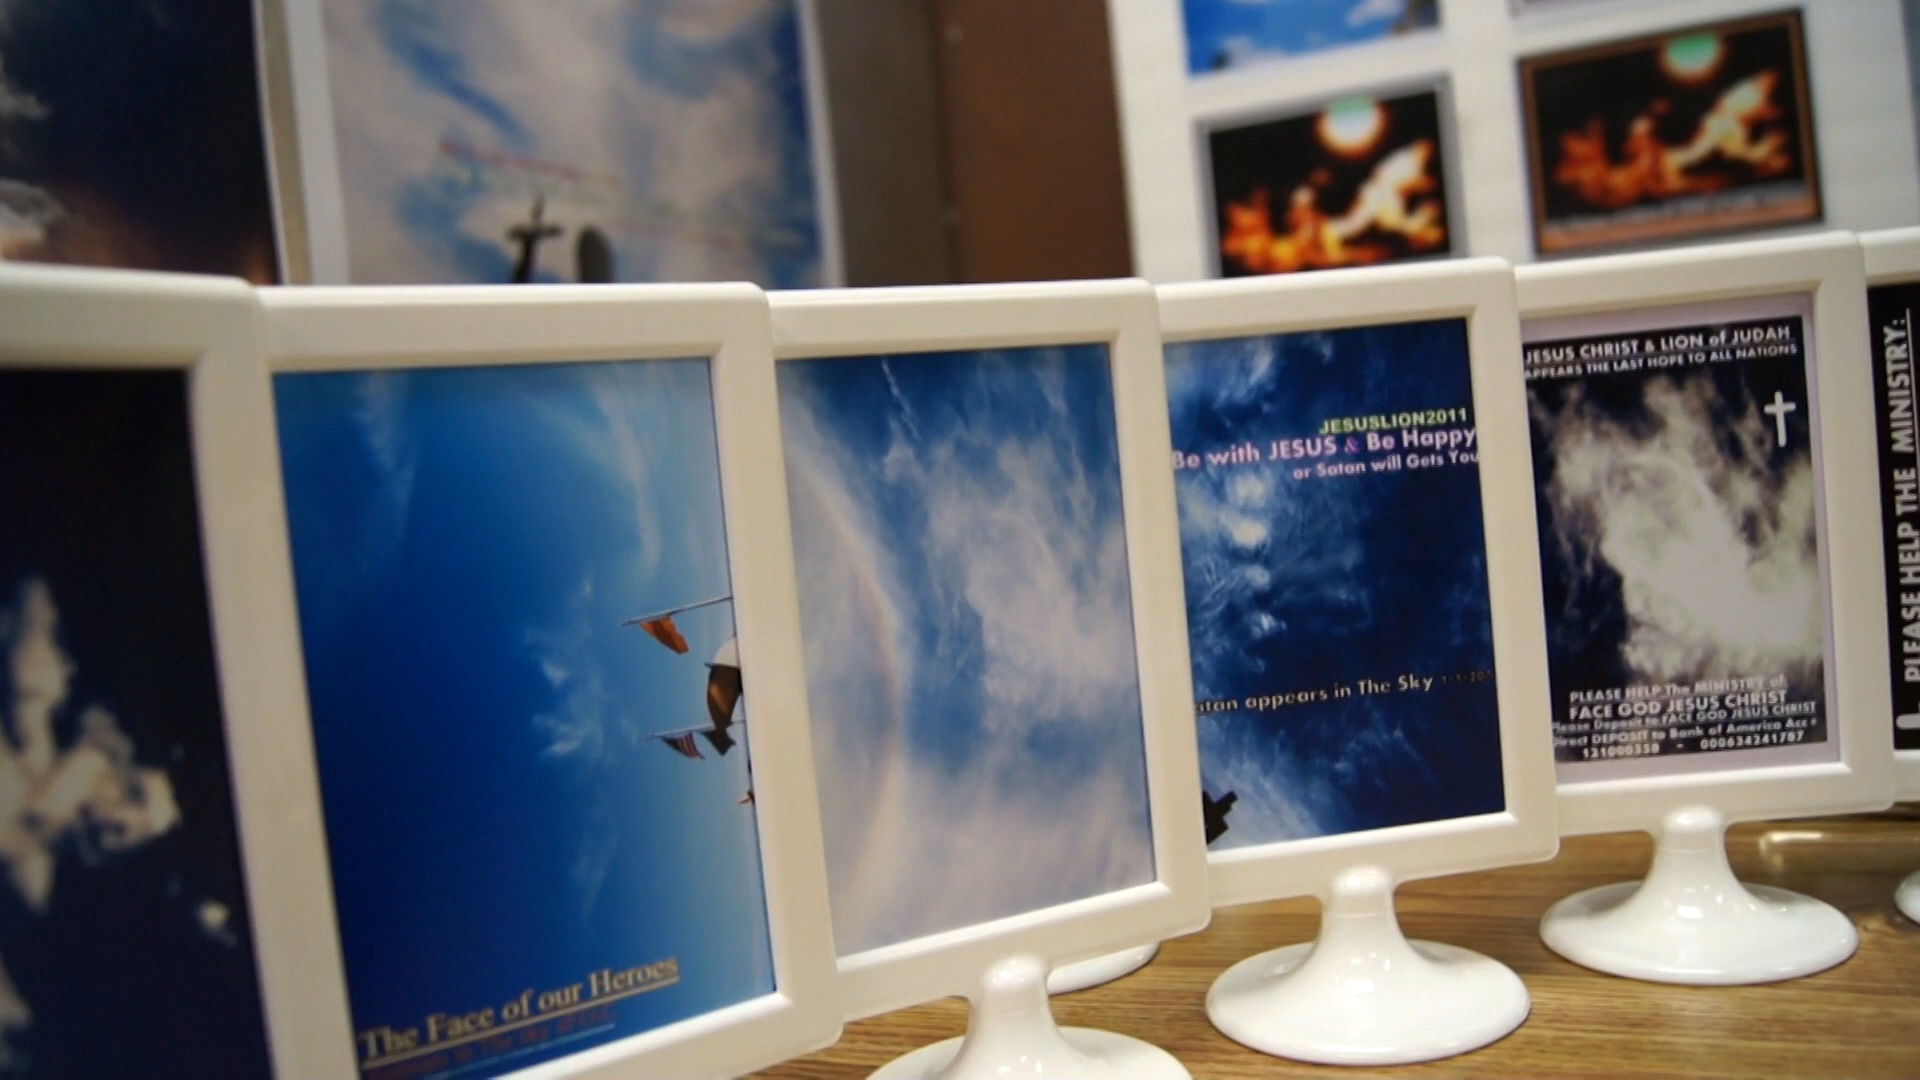 The Face of our Heroes
JESUSLION2011
Be with JESUS & Be Happy
or Satan will Gets You
appears in The Sky
JESUS CHRIST & LION of JUDAH
APPEARS THE LAST HOPE TO ALL NATIONS
PLEASE HELP The MINISTRY of:
FACE GOD JESUS CHRIST
Please Deposit to FACE GOD JESUS CHRIST
Direct DEPOSIT to Bank of America Acc #
121000358 - 000634241787
PLEASE HELP THE MINISTRY: